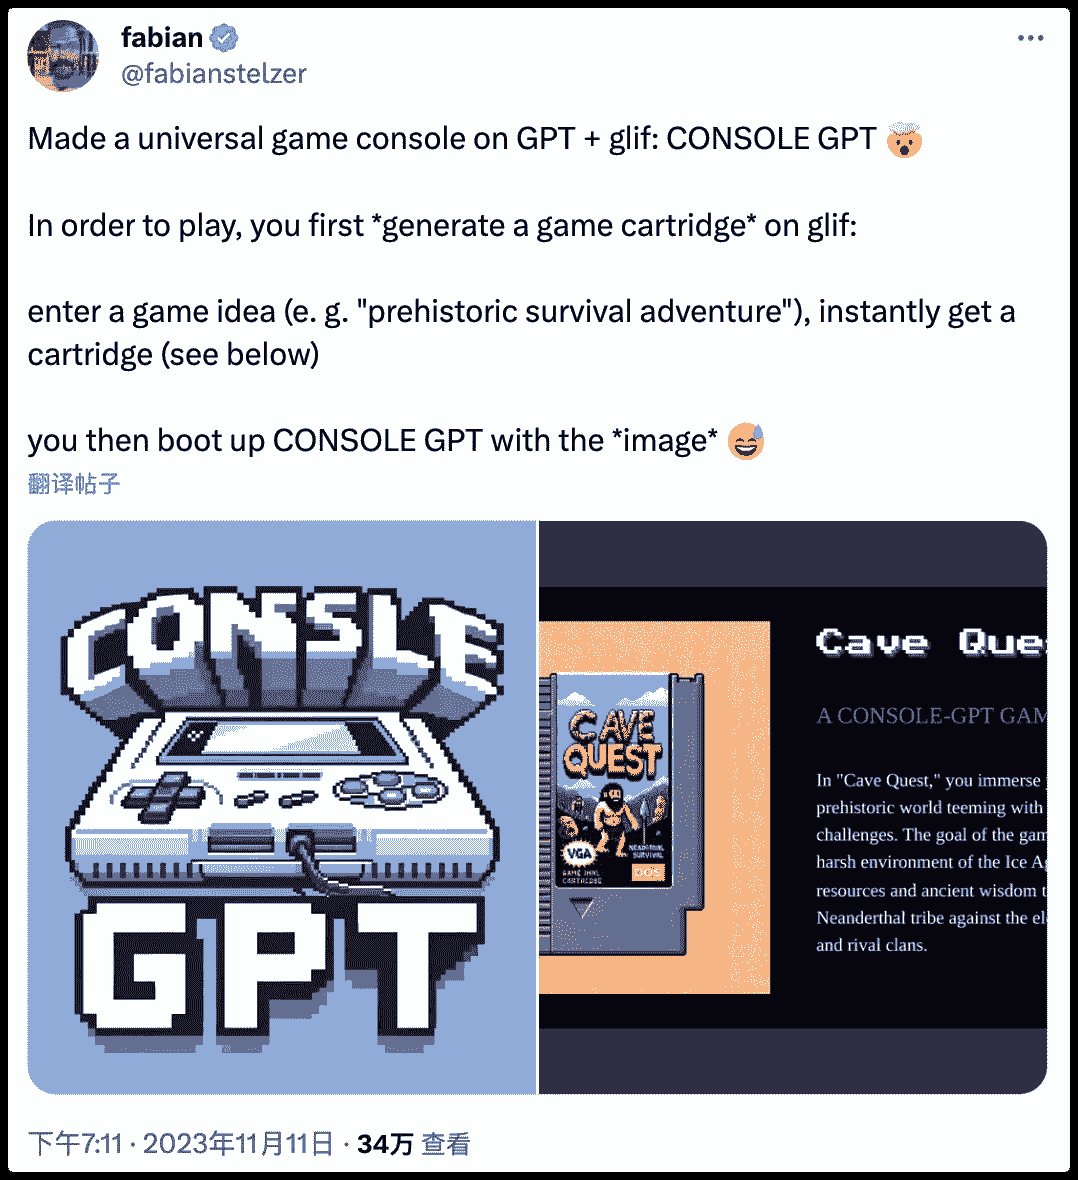 fabian
@fabianstelzer
Made a universal game console on GPT + glif: CONSOLE GPT 🤯
In order to play, you first *generate a game cartridge* on glif:
enter a game idea (e. g. "prehistoric survival adventure"), instantly get a
cartridge (see below)
you then boot up CONSOLE GPT with the *image* 😅
翻译帖子
CONSLE
GPT
CAVE
QUEST
VGA
SURVIVAL
Cave Que
A CONSOLE-GPT GAM
In "Cave Quest," you immerse
prehistoric world teeming with
challenges. The goal of the gam
harsh environment of the Ice Ag
resources and ancient wisdom t
Neanderthal tribe against the el
and rival clans.
下午7:11 · 2023年11月11日 · 34万 查看